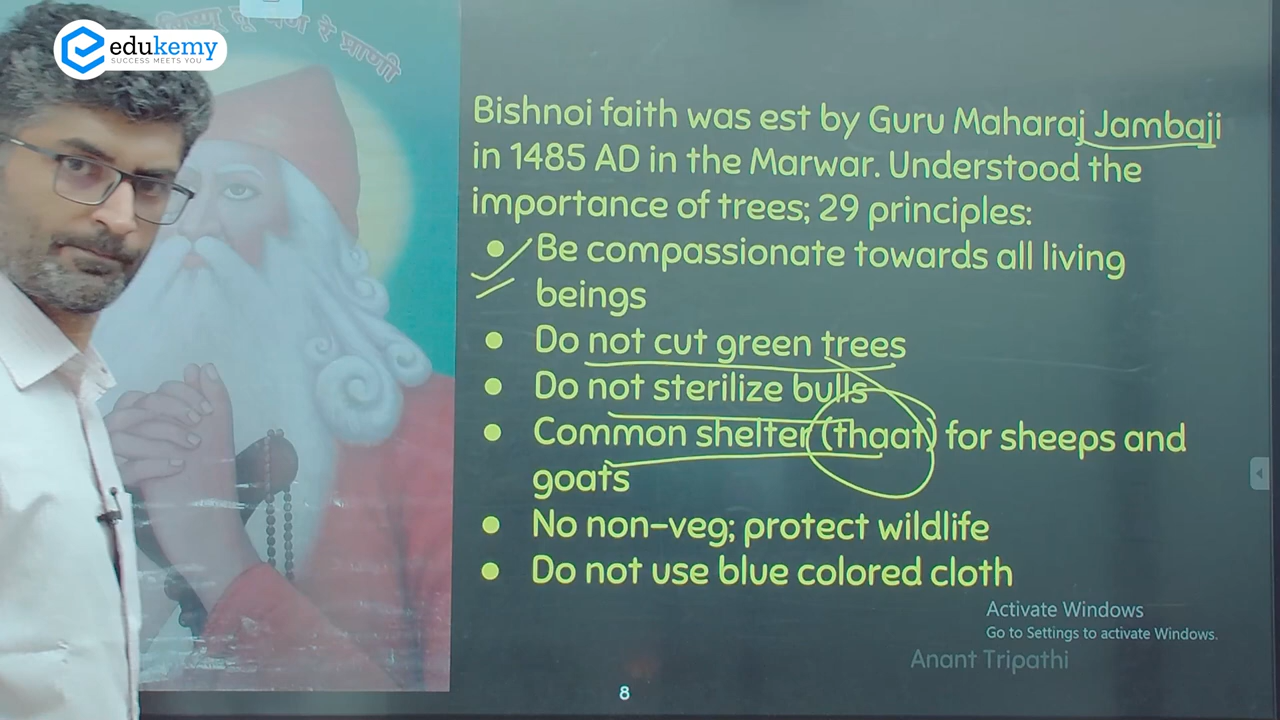 edukemy
SUCCESS MEETS YOU
Bishnoi faith was est by Guru Maharaj Jambaji
in 1485 AD in the Marwar. Understood the
importance of trees; 29 principles:
Be compassionate towards all living
beings
Do not cut green trees
Do not sterilize bulls
Common shelter (thaat) for sheeps and
goats
No non-veg; protect wildlife
Do not use blue colored cloth
Activate Windows
Go to Settings to activate Windows.
Anant Tripathi
8